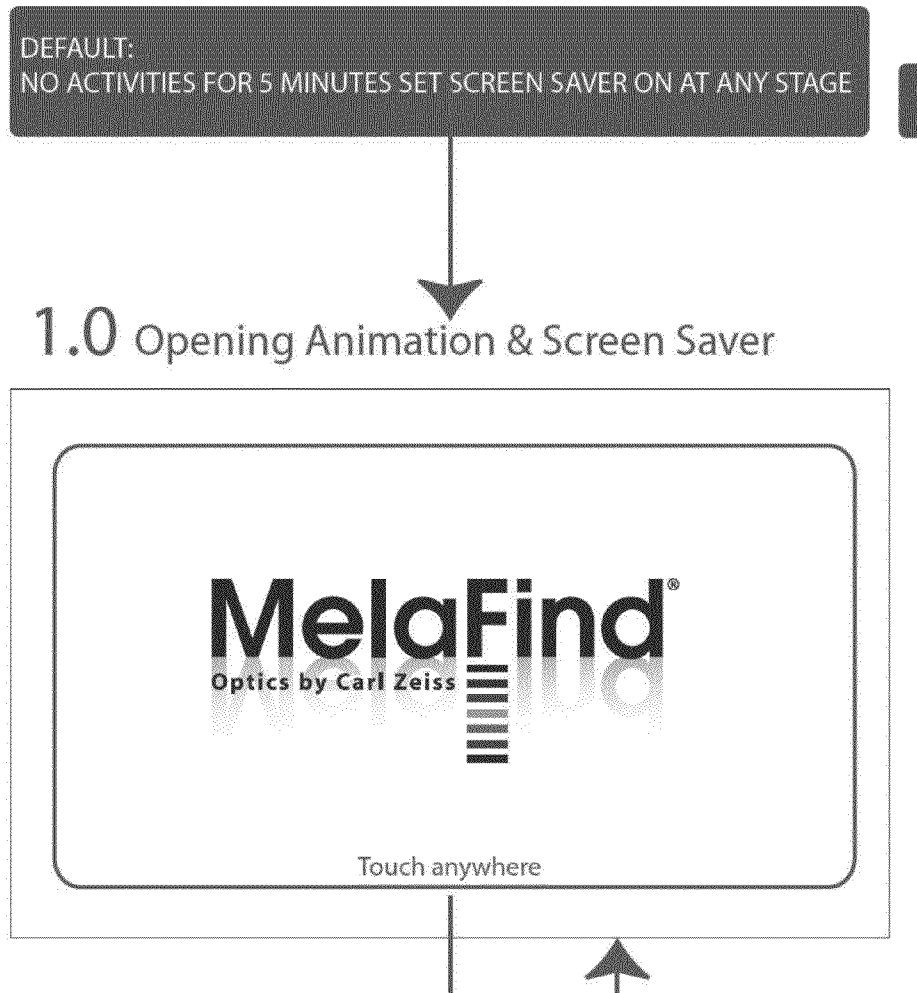 DEFAULT:
NO ACTIVITIES FOR 5 MINUTES SET SCREEN SAVER ON AT ANY STAGE
1.0 Opening Animation & Screen Saver
MelaFind®
Optics by Carl Zeiss
Touch anywhere